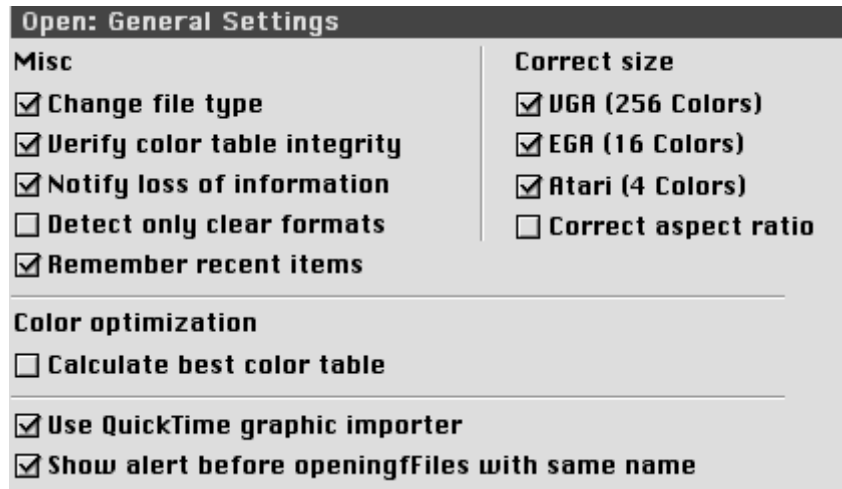 Open: General Settings
Misc
Change file type
Verify color table integrity
Notify loss of information
Detect only clear formats
Remember recent items
Correct size
VGA (256 Colors)
EGA (16 Colors)
Atari (4 Colors)
Correct aspect ratio
Color optimization
Calculate best color table
Use QuickTime graphic importer
Show alert before openingfFiles with same name